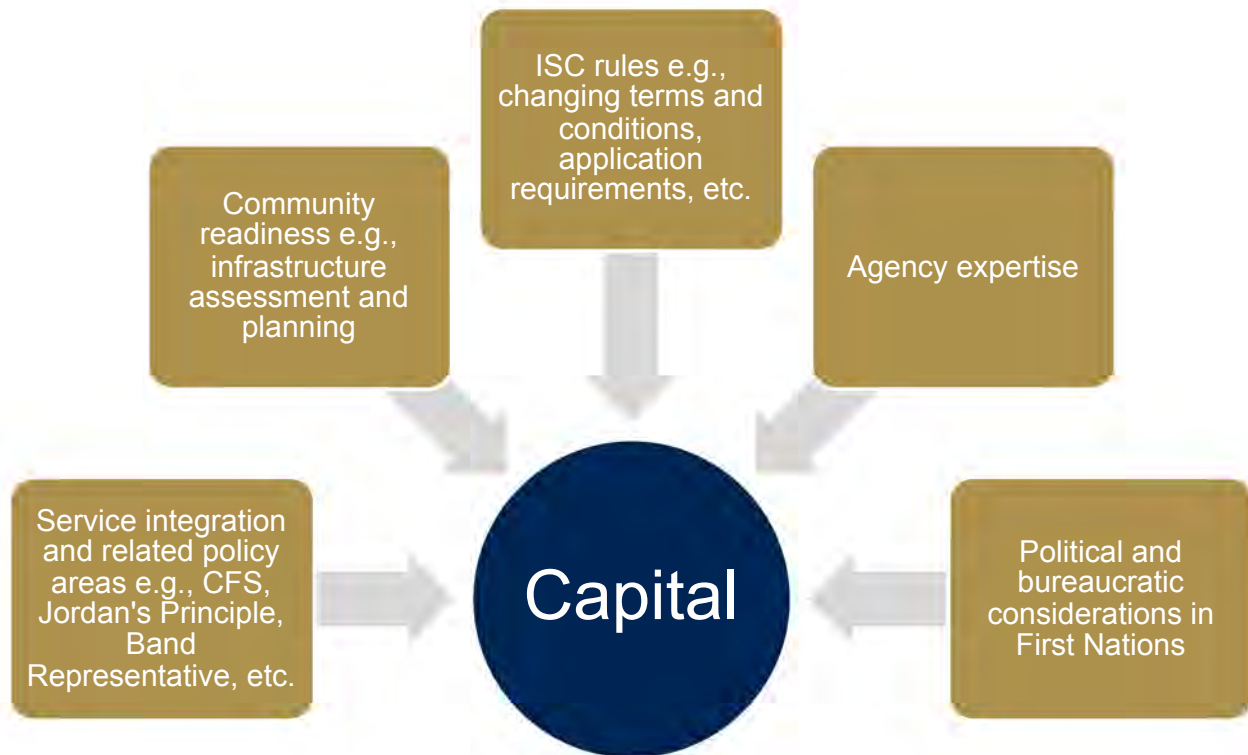 ISC rules e.g.,
changing terms and
conditions,
application
requirements, etc.
Community
readiness e.g.,
infrastructure
assessment and
planning
Agency expertise
Service integration
and related policy
areas e.g., CFS,
Jordan's Principle,
Band
Representative, etc.
Capital
Political and
bureaucratic
considerations in
First Nations